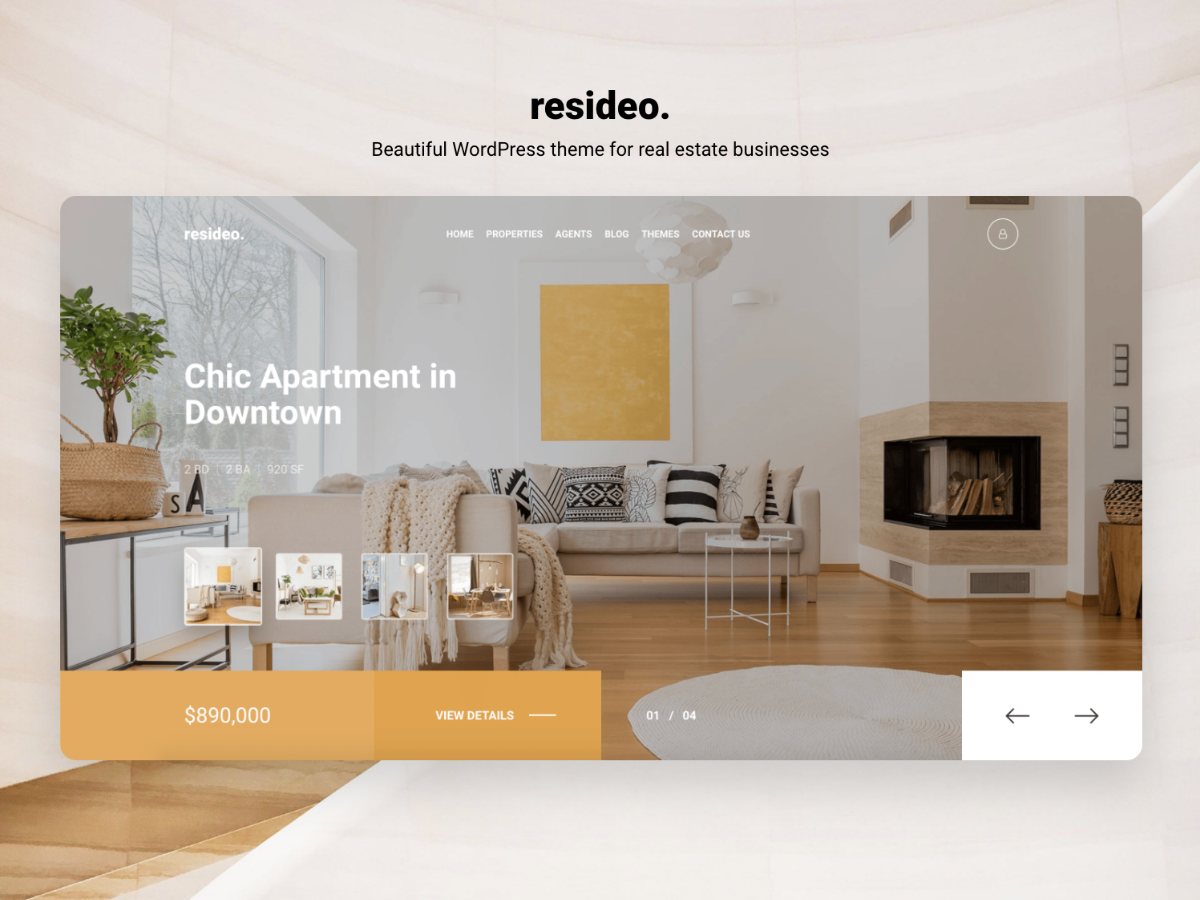 resideo.
Beautiful WordPress theme for real estate businesses
resideo.
HOME PROPERTIES AGENTS BLOG THEMES CONTACT US
Chic Apartment in
Downtown
2 BD | 2 BA | 920 SF
S A
$890,000
VIEW DETAILS
01 / 04